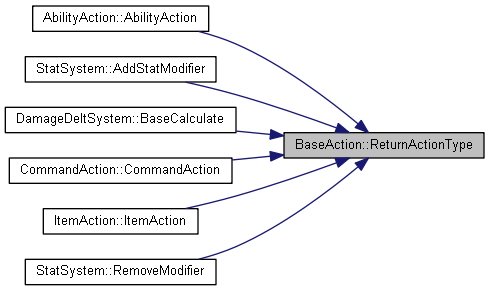 AbilityAction::AbilityAction
StatSystem::AddStatModifier
DamageDeltSystem::BaseCalculate
BaseAction::ReturnActionType
CommandAction::CommandAction
ItemAction::ItemAction
StatSystem::RemoveModifier